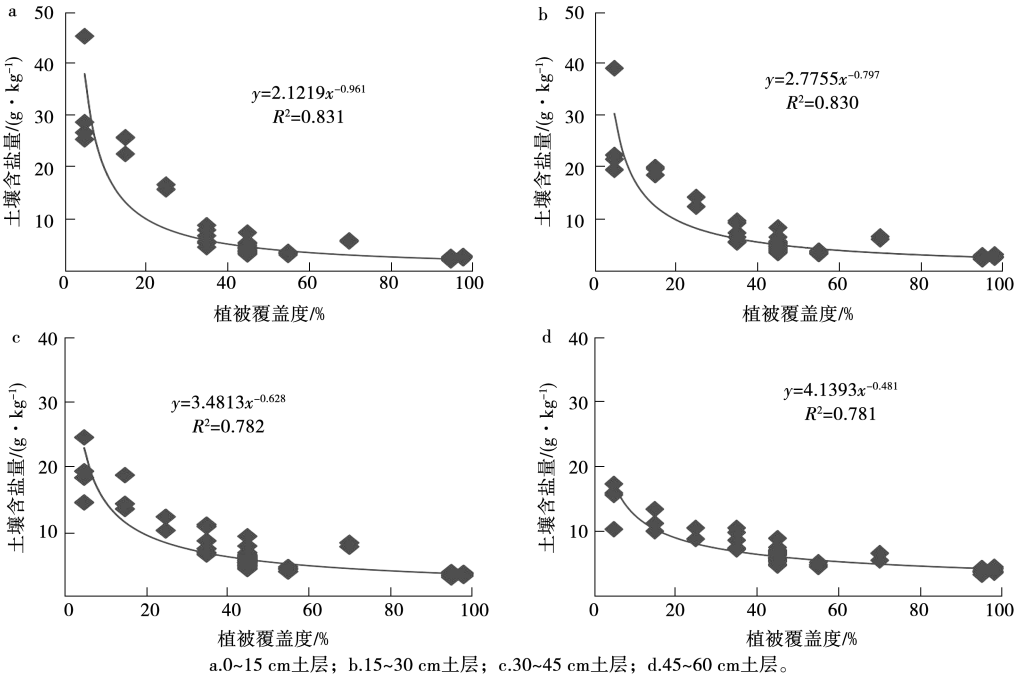 a
50
40
30
20
10
土壤含盐量/(g·kg⁻¹)
y=2.1219x⁻⁰·⁹⁶¹
R²=0.831
0 20 40 60 80 100
植被覆盖度/%
b
50
40
30
20
10
土壤含盐量/(g·kg⁻¹)
y=2.7755x⁻⁰·⁷⁹⁷
R²=0.830
0 20 40 60 80 100
植被覆盖度/%
c
40
30
20
10
土壤含盐量/(g·kg⁻¹)
y=3.4813x⁻⁰·⁶²⁸
R²=0.782
0 20 40 60 80 100
植被覆盖度/%
d
40
30
20
10
土壤含盐量/(g·kg⁻¹)
y=4.1393x⁻⁰·⁴⁸¹
R²=0.781
0 20 40 60 80 100
植被覆盖度/%
a.0~15 cm土层；b.15~30 cm土层；c.30~45 cm土层；d.45~60 cm土层。